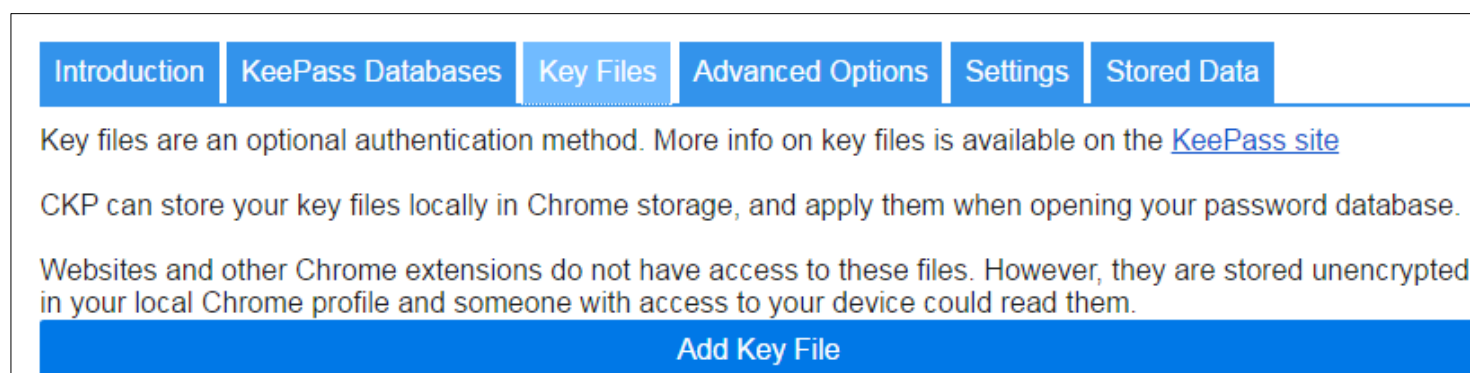 Introduction KeePass Databases Key Files Advanced Options Settings Stored Data
Key files are an optional authentication method. More info on key files is available on the KeePass site
CKP can store your key files locally in Chrome storage, and apply them when opening your password database.
Websites and other Chrome extensions do not have access to these files. However, they are stored unencrypted
in your local Chrome profile and someone with access to your device could read them.
Add Key File